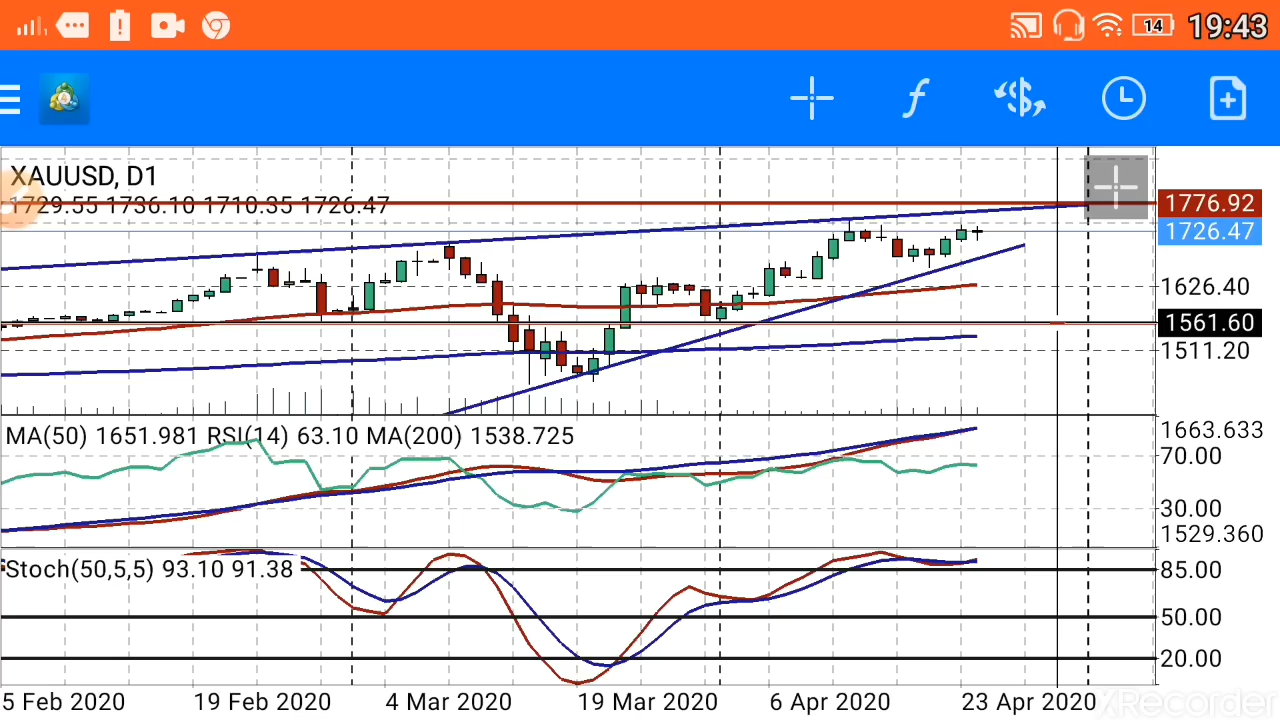 14 19:43
XAUUSD, D1
1729.55 1736.10 1710.35 1726.47
1776.92
1726.47
1626.40
1561.60
1511.20
MA(50) 1651.981 RSI(14) 63.10 MA(200) 1538.725
1663.633
70.00
30.00
1529.360
Stoch(50,5,5) 93.10 91.38
85.00
50.00
20.00
5 Feb 2020 19 Feb 2020 4 Mar 2020 19 Mar 2020 6 Apr 2020 23 Apr 2020
XRecorder